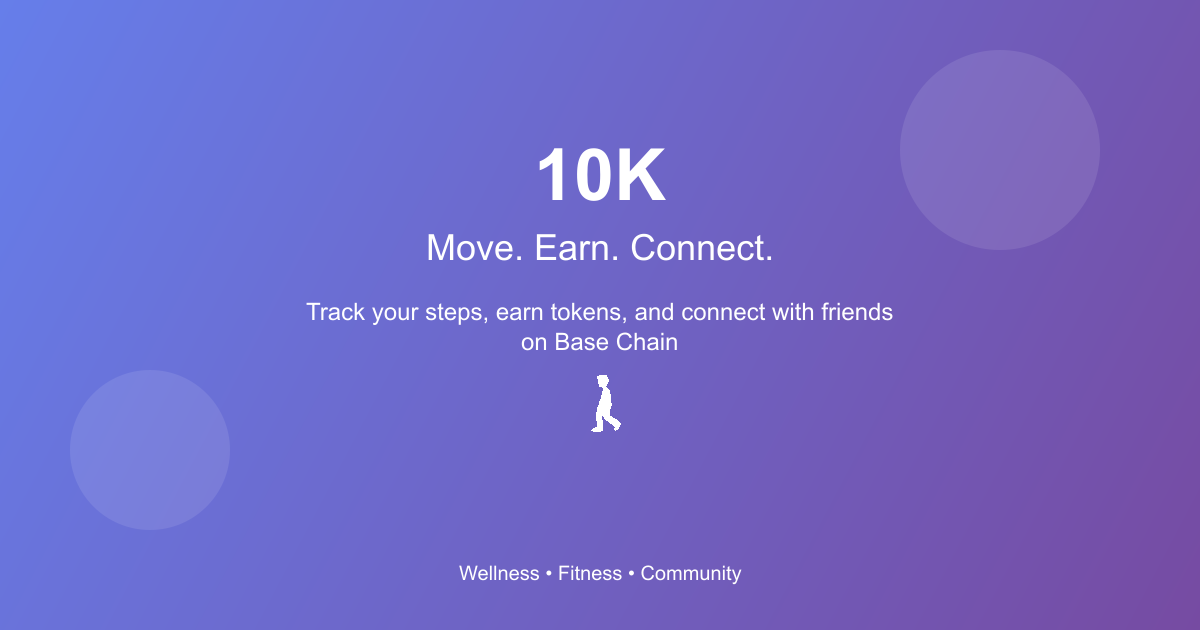 10K
Move. Earn. Connect.
Track your steps, earn tokens, and connect with friends
on Base Chain
Wellness • Fitness • Community